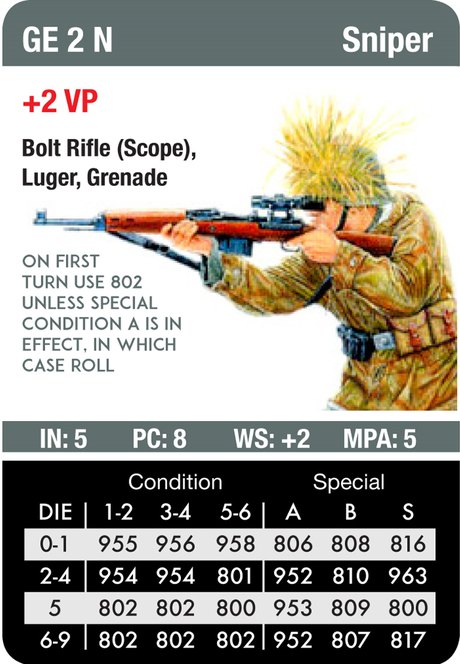 GE 2 N Sniper
+2 VP
Bolt Rifle (Scope),
Luger, Grenade
ON FIRST
TURN USE 802
UNLESS SPECIAL
CONDITION A IS IN
EFFECT, IN WHICH
CASE ROLL
IN: 5 PC: 8 WS: +2 MPA: 5
Condition Special
DIE 1-2 3-4 5-6 A B S
0-1 955 956 958 806 808 816
2-4 954 954 801 952 810 963
5 802 802 800 953 809 800
6-9 802 802 802 952 807 817